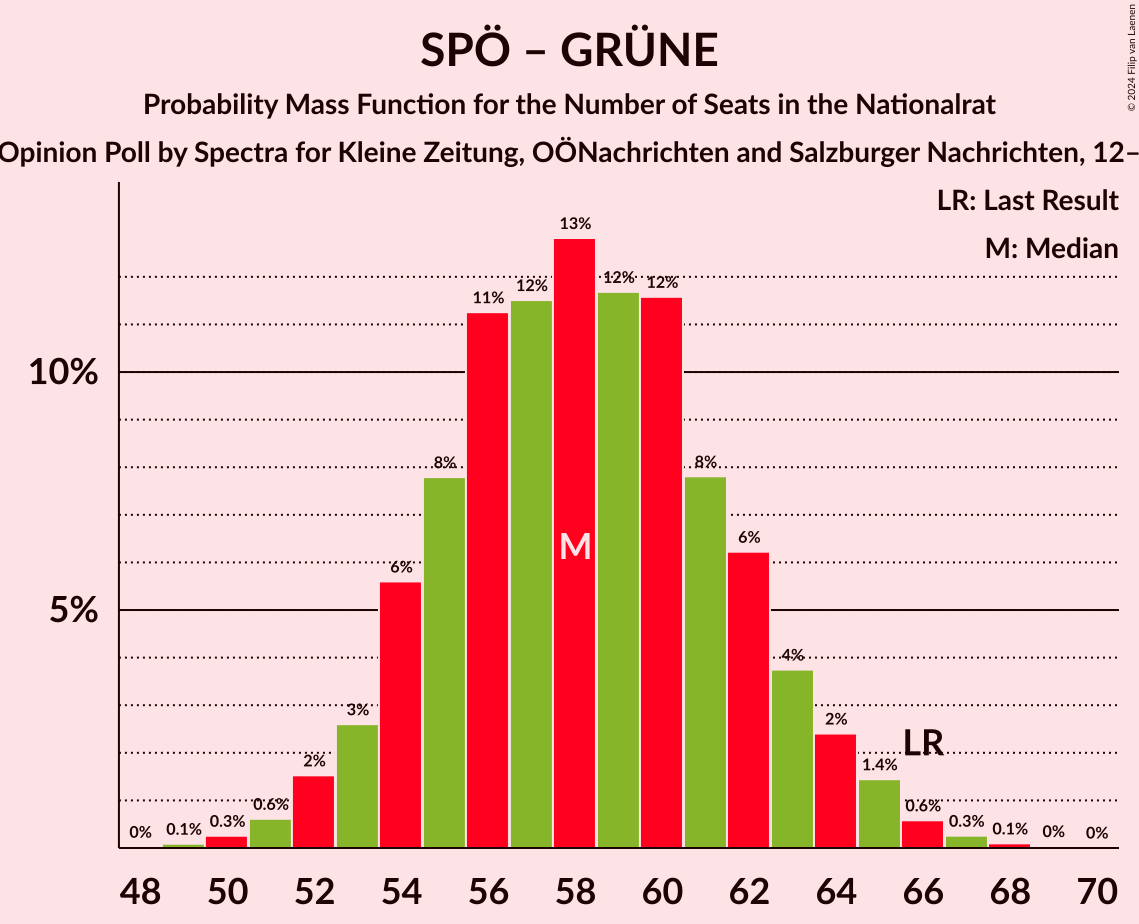 © 2024 Filip van Laenen
SPÖ – GRÜNE
Probability Mass Function for the Number of Seats in the Nationalrat
Opinion Poll by Spectra for Kleine Zeitung, OÖNachrichten and Salzburger Nachrichten, 12–
LR: Last Result
M: Median
10%
5%
0%
0.1%
0.3%
0.6%
2%
3%
6%
8%
11%
12%
13%
12%
12%
8%
6%
4%
2%
1.4%
0.6%
0.3%
0.1%
0%
0%
M
LR
48 50 52 54 56 58 60 62 64 66 68 70